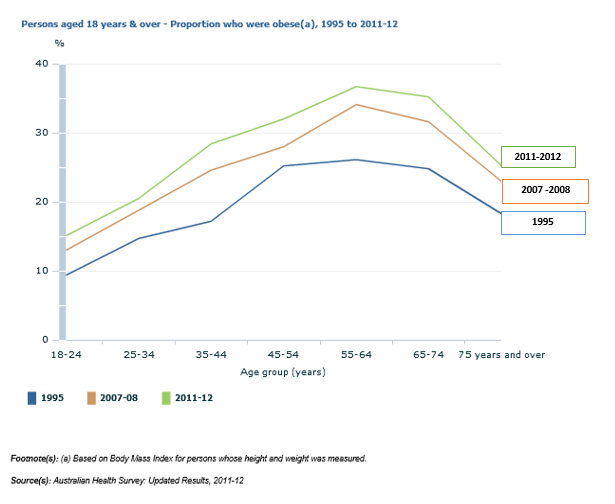 Persons aged 18 years & over - Proportion who were obese(a), 1995 to 2011-12
%
40
30
20
10
0
2011-2012
2007 -2008
1995
18-24 25-34 35-44 45-54 55-64 65-74 75 years and over
Age group (years)
1995 2007-08 2011-12
Footnote(s): (a) Based on Body Mass Index for persons whose height and weight was measured.
Source(s): Australian Health Survey: Updated Results, 2011-12